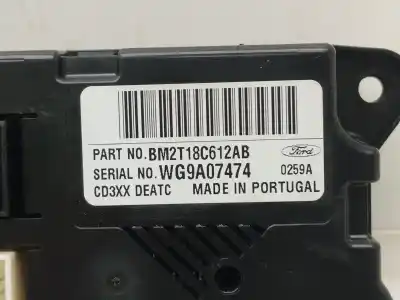 PART NO. BM2T18C612AB
Ford
SERIAL NO. WG9A07474
0259A
CD3XX DEATC MADE IN PORTUGAL